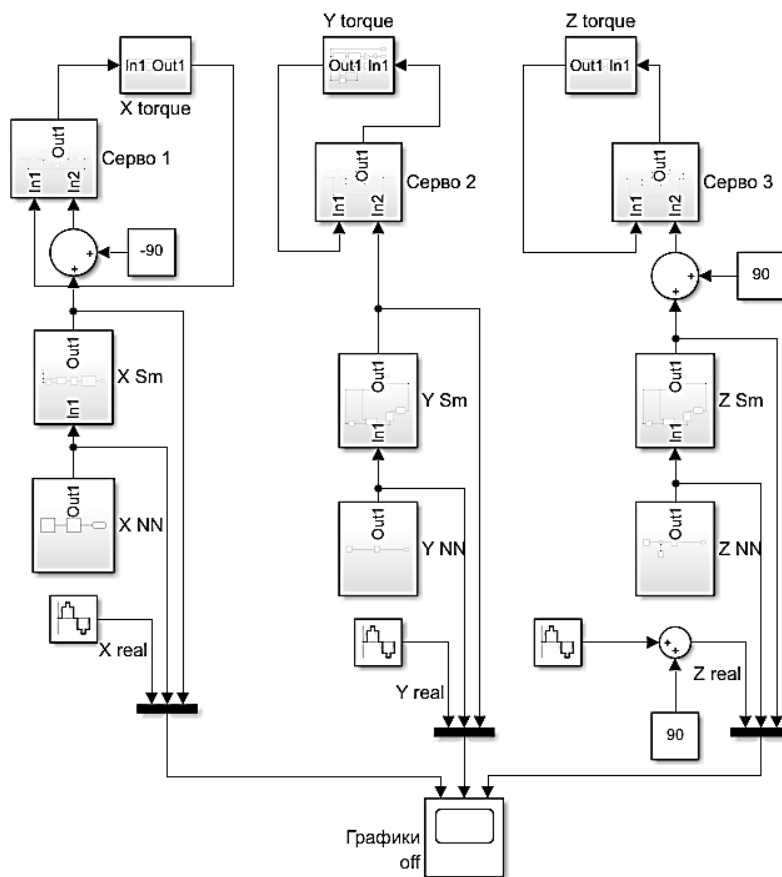 Y torque
Z torque
In1 Out1
Out1 In1
Out1 In1
X torque
Out1
In1
In2
Серво 1
Out1
In1
In2
Серво 2
Out1
In1
In2
Серво 3
+
+
-90
+
+
90
Out1
In1
X Sm
Out1
In1
Y Sm
Out1
In1
Z Sm
Out1
X NN
Out1
Y NN
Out1
Z NN
X real
Y real
+
+
Z real
90
Графики
off